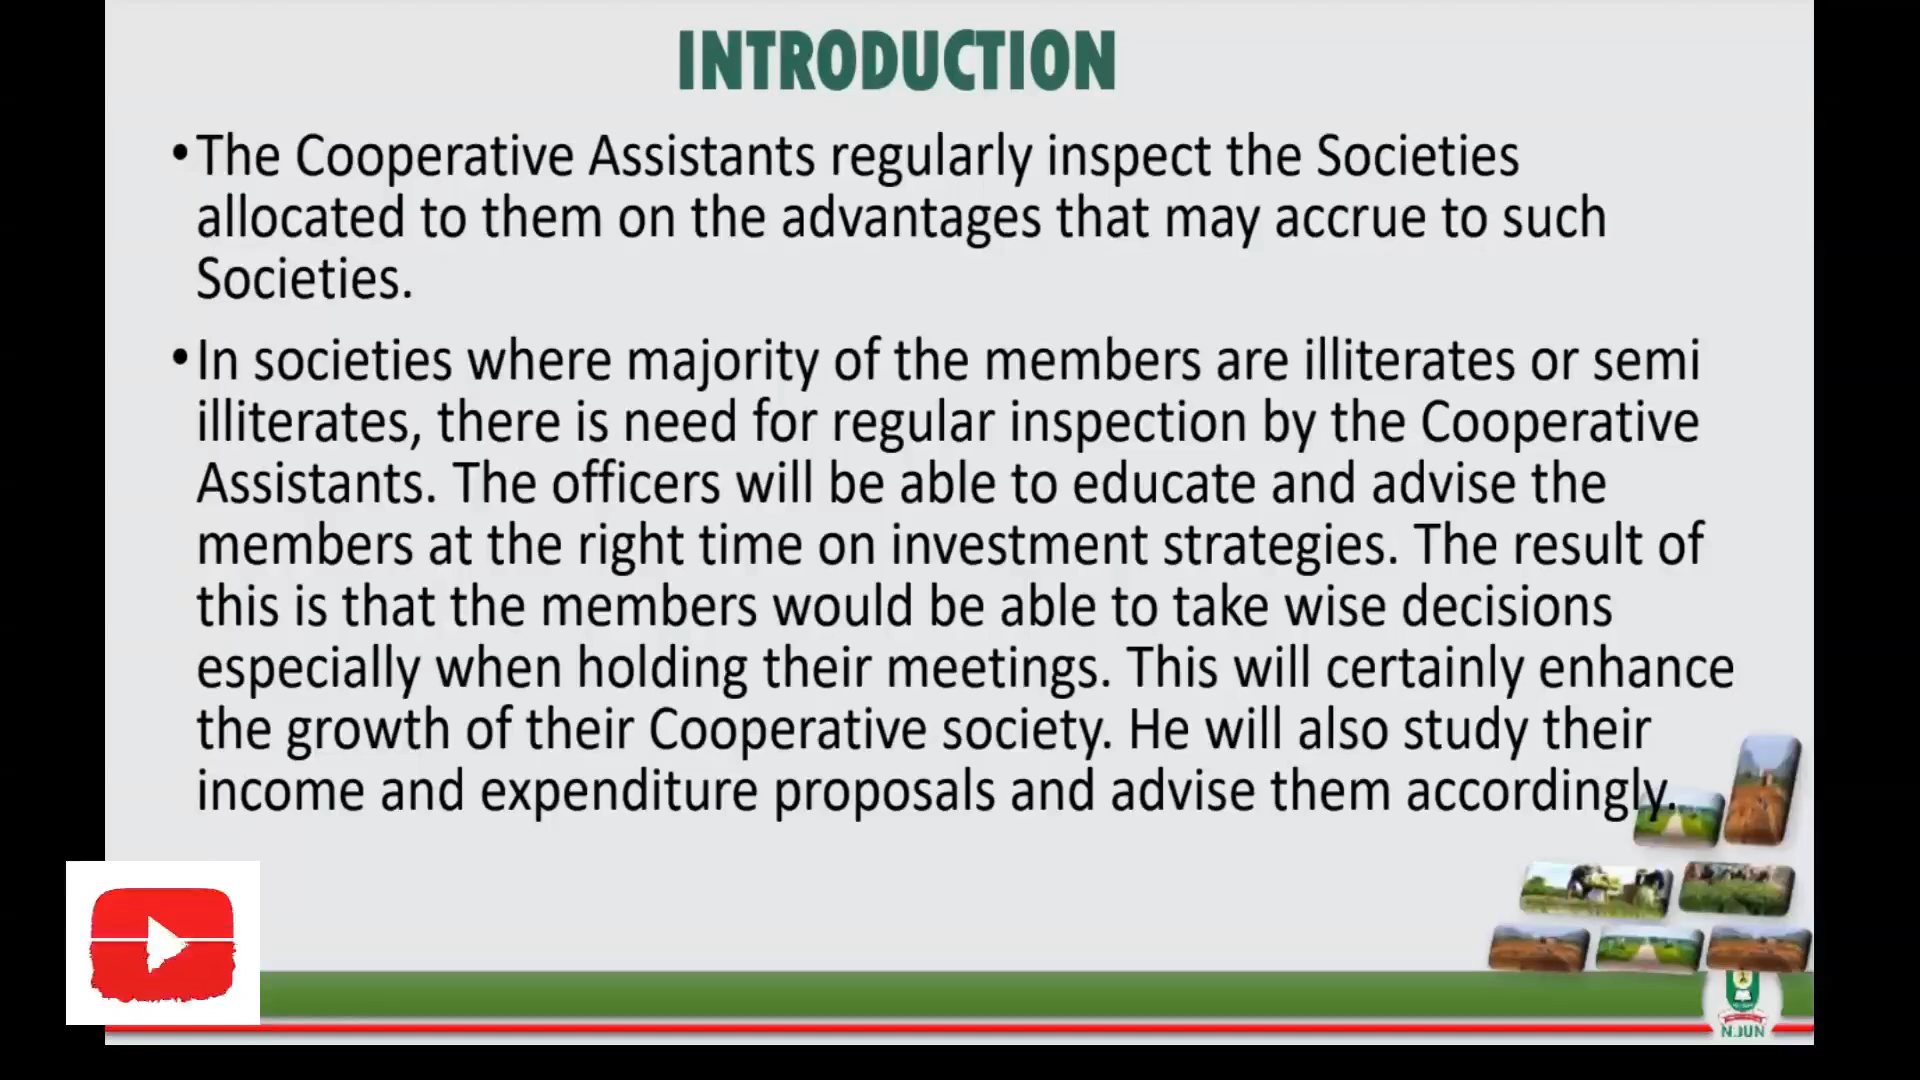 INTRODUCTION
•The Cooperative Assistants regularly inspect the Societies
allocated to them on the advantages that may accrue to such
Societies.
•In societies where majority of the members are illiterates or semi
illiterates, there is need for regular inspection by the Cooperative
Assistants. The officers will be able to educate and advise the
members at the right time on investment strategies. The result of
this is that the members would be able to take wise decisions
especially when holding their meetings. This will certainly enhance
the growth of their Cooperative society. He will also study their
income and expenditure proposals and advise them accordingly.